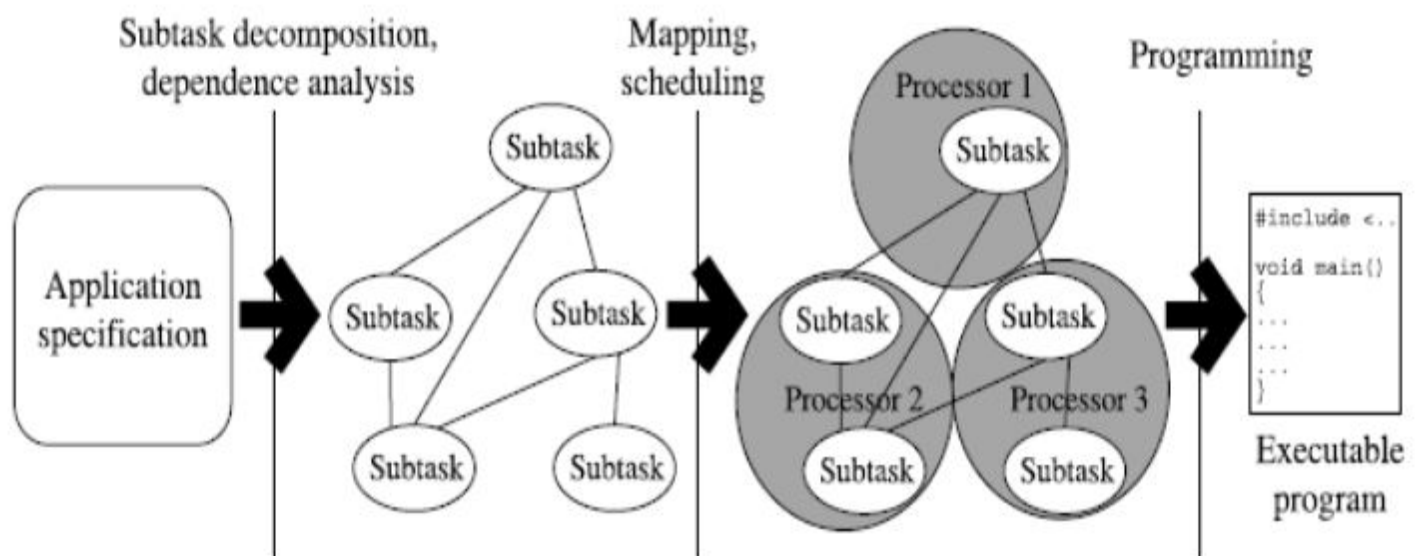 Subtask decomposition,
dependence analysis
Mapping,
scheduling
Programming
Application
specification
Subtask
Subtask
Subtask
Subtask
Subtask
Processor 1
Subtask
Subtask
Subtask
Processor 2
Processor 3
Subtask
Subtask
#include <..
void main()
{
...
...
...
}
Executable
program